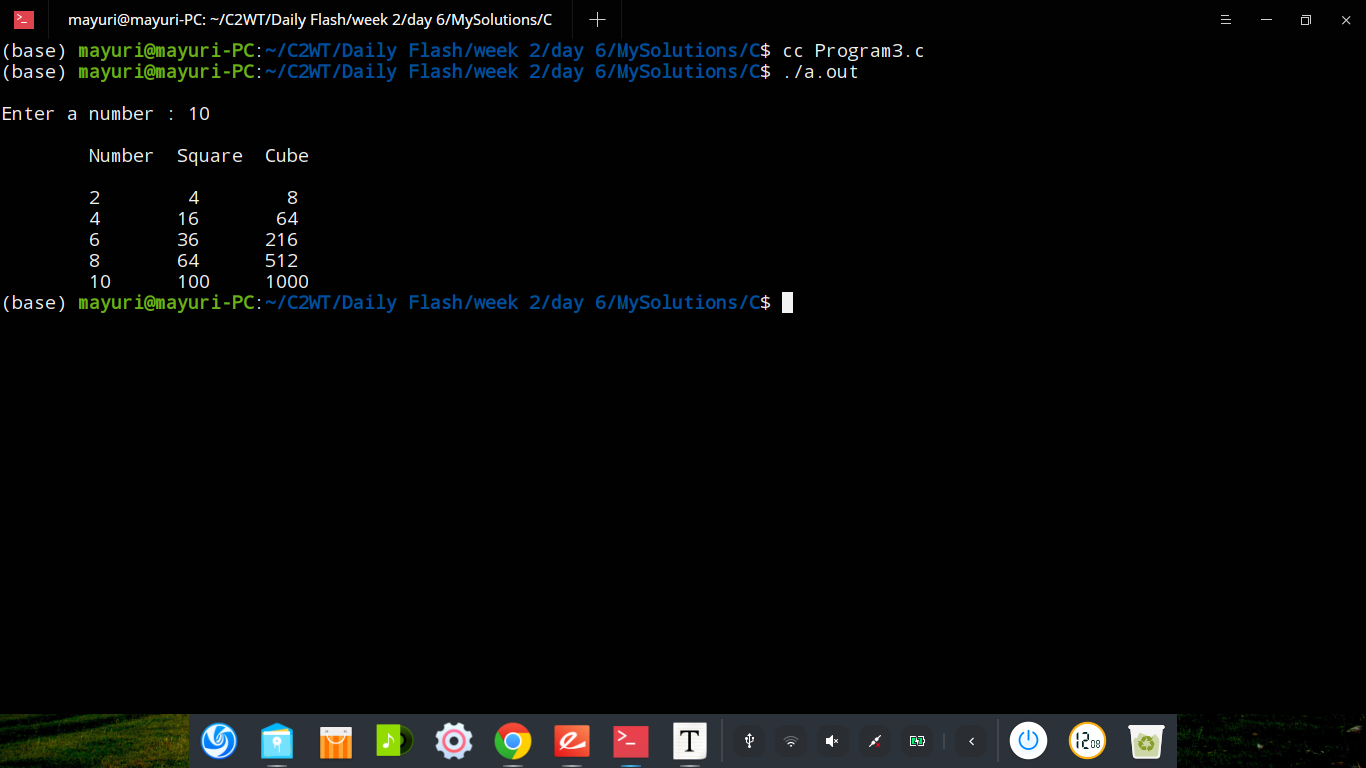 mayuri@mayuri-PC: ~/C2WT/Daily Flash/week 2/day 6/MySolutions/C
(base) mayuri@mayuri-PC:~/C2WT/Daily Flash/week 2/day 6/MySolutions/C$ cc Program3.c
(base) mayuri@mayuri-PC:~/C2WT/Daily Flash/week 2/day 6/MySolutions/C$ ./a.out
Enter a number : 10
Number Square Cube
2 4 8
4 16 64
6 36 216
8 64 512
10 100 1000
(base) mayuri@mayuri-PC:~/C2WT/Daily Flash/week 2/day 6/MySolutions/C$
T 12 08